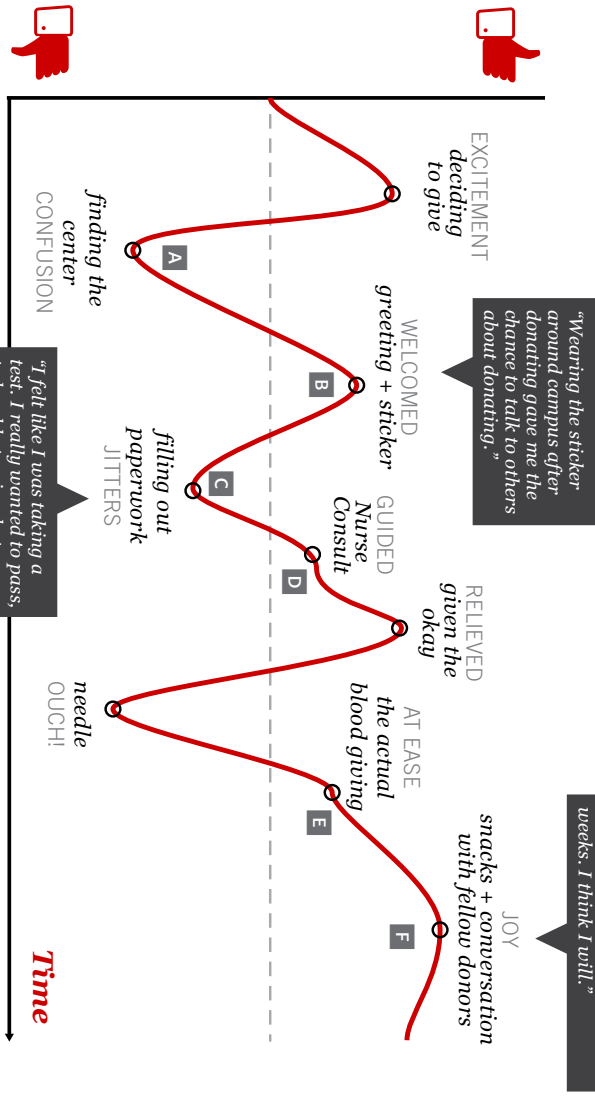 EXCITEMENT
deciding
to give
A
finding the
center
CONFUSION
“Wearing the sticker
around campus after
donating gave me the
chance to talk to others
about donating.”
WELCOMED
greeting + sticker
B
C
filling out
paperwork
JITTERS
“I felt like I was taking a
test. I really wanted to pass,
GUIDED
Nurse
Consult
D
RELIEVED
given the
okay
needle
OUCH!
AT EASE
the actual
blood giving
E
weeks. I think I will.”
JOY
snacks + conversation
with fellow donors
F
Time